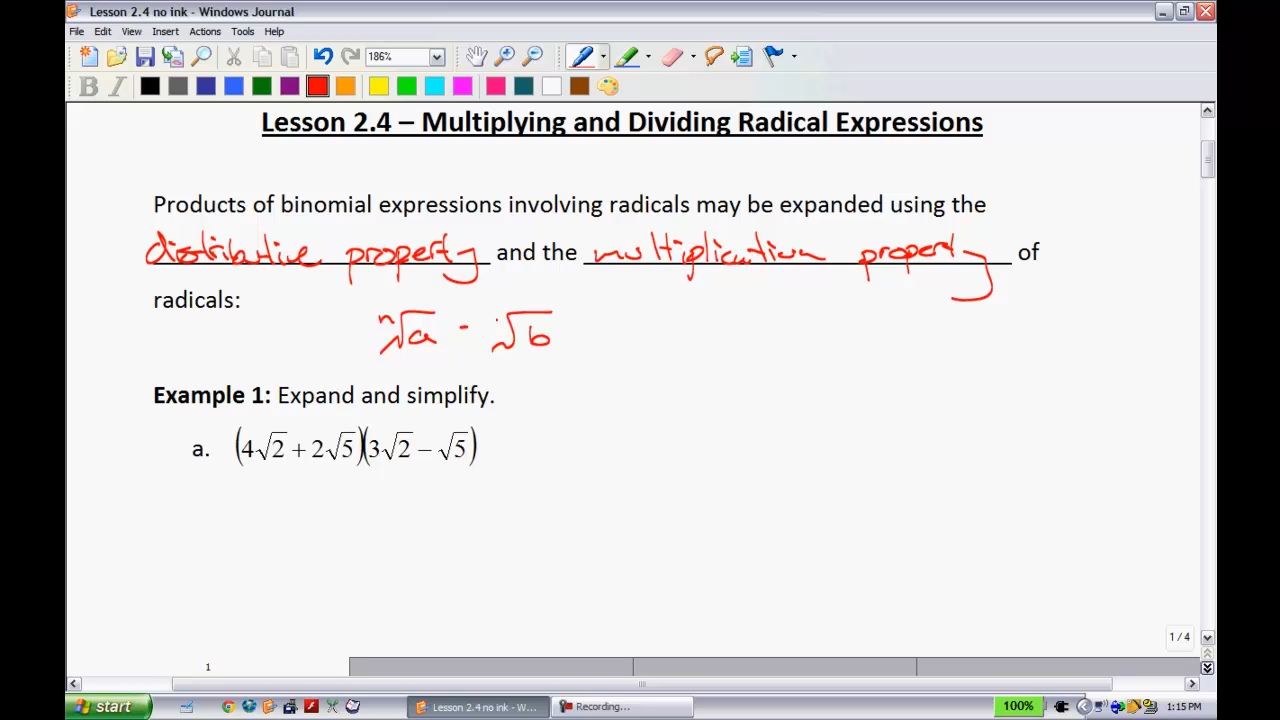 Lesson 2.4 no ink - Windows Journal
File Edit View Insert Actions Tools Help
186%
B I
Lesson 2.4 – Multiplying and Dividing Radical Expressions
Products of binomial expressions involving radicals may be expanded using the
distributive property and the multiplication property of
radicals:
ⁿ√a · √b
Example 1: Expand and simplify.
a. (4√2 + 2√5)(3√2 − √5)
1 / 4
1
start Lesson 2.4 no ink - W... Recording... 100% 1:15 PM